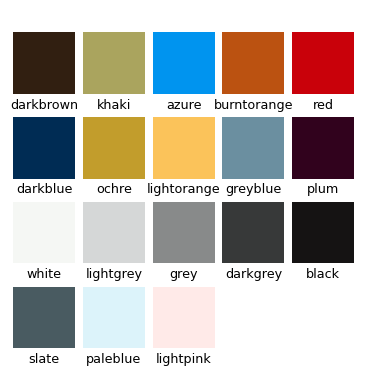 darkbrown khaki azure burntorange red
darkblue ochre lightorange greyblue plum
white lightgrey grey darkgrey black
slate paleblue lightpink